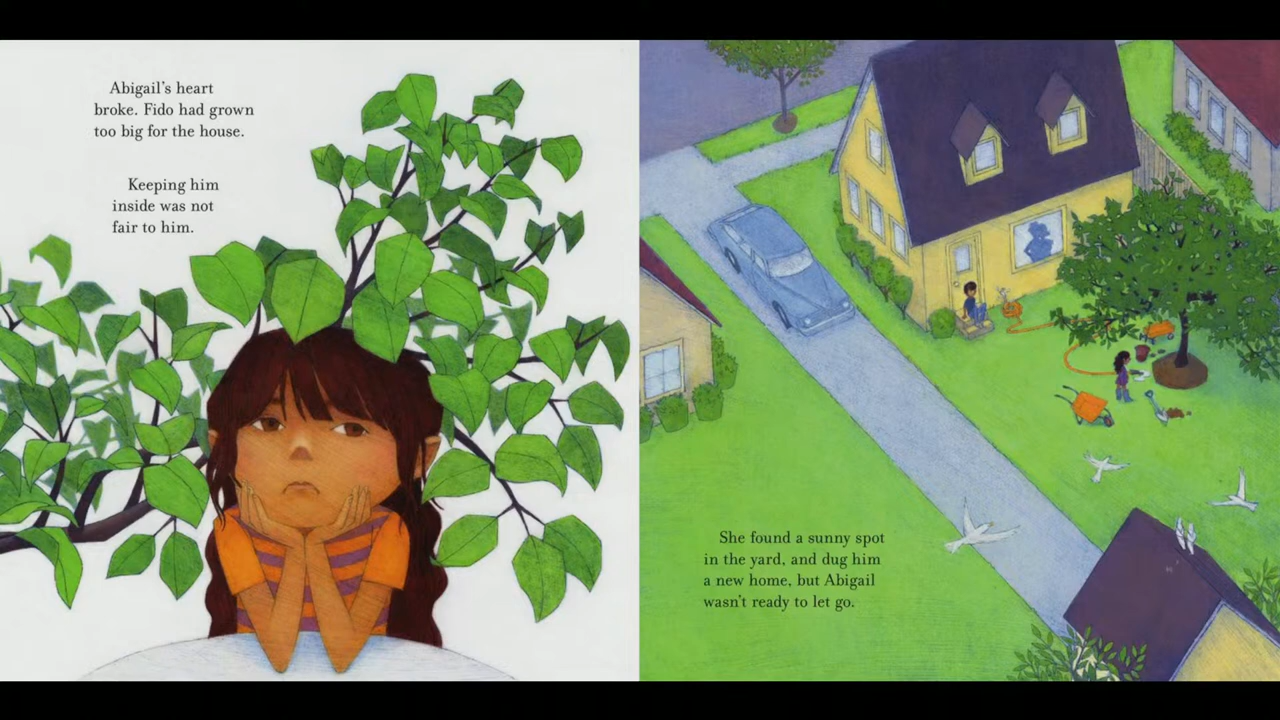 Abigail's heart
broke. Fido had grown
too big for the house.
Keeping him
inside was not
fair to him.
She found a sunny spot
in the yard, and dug him
a new home, but Abigail
wasn't ready to let go.